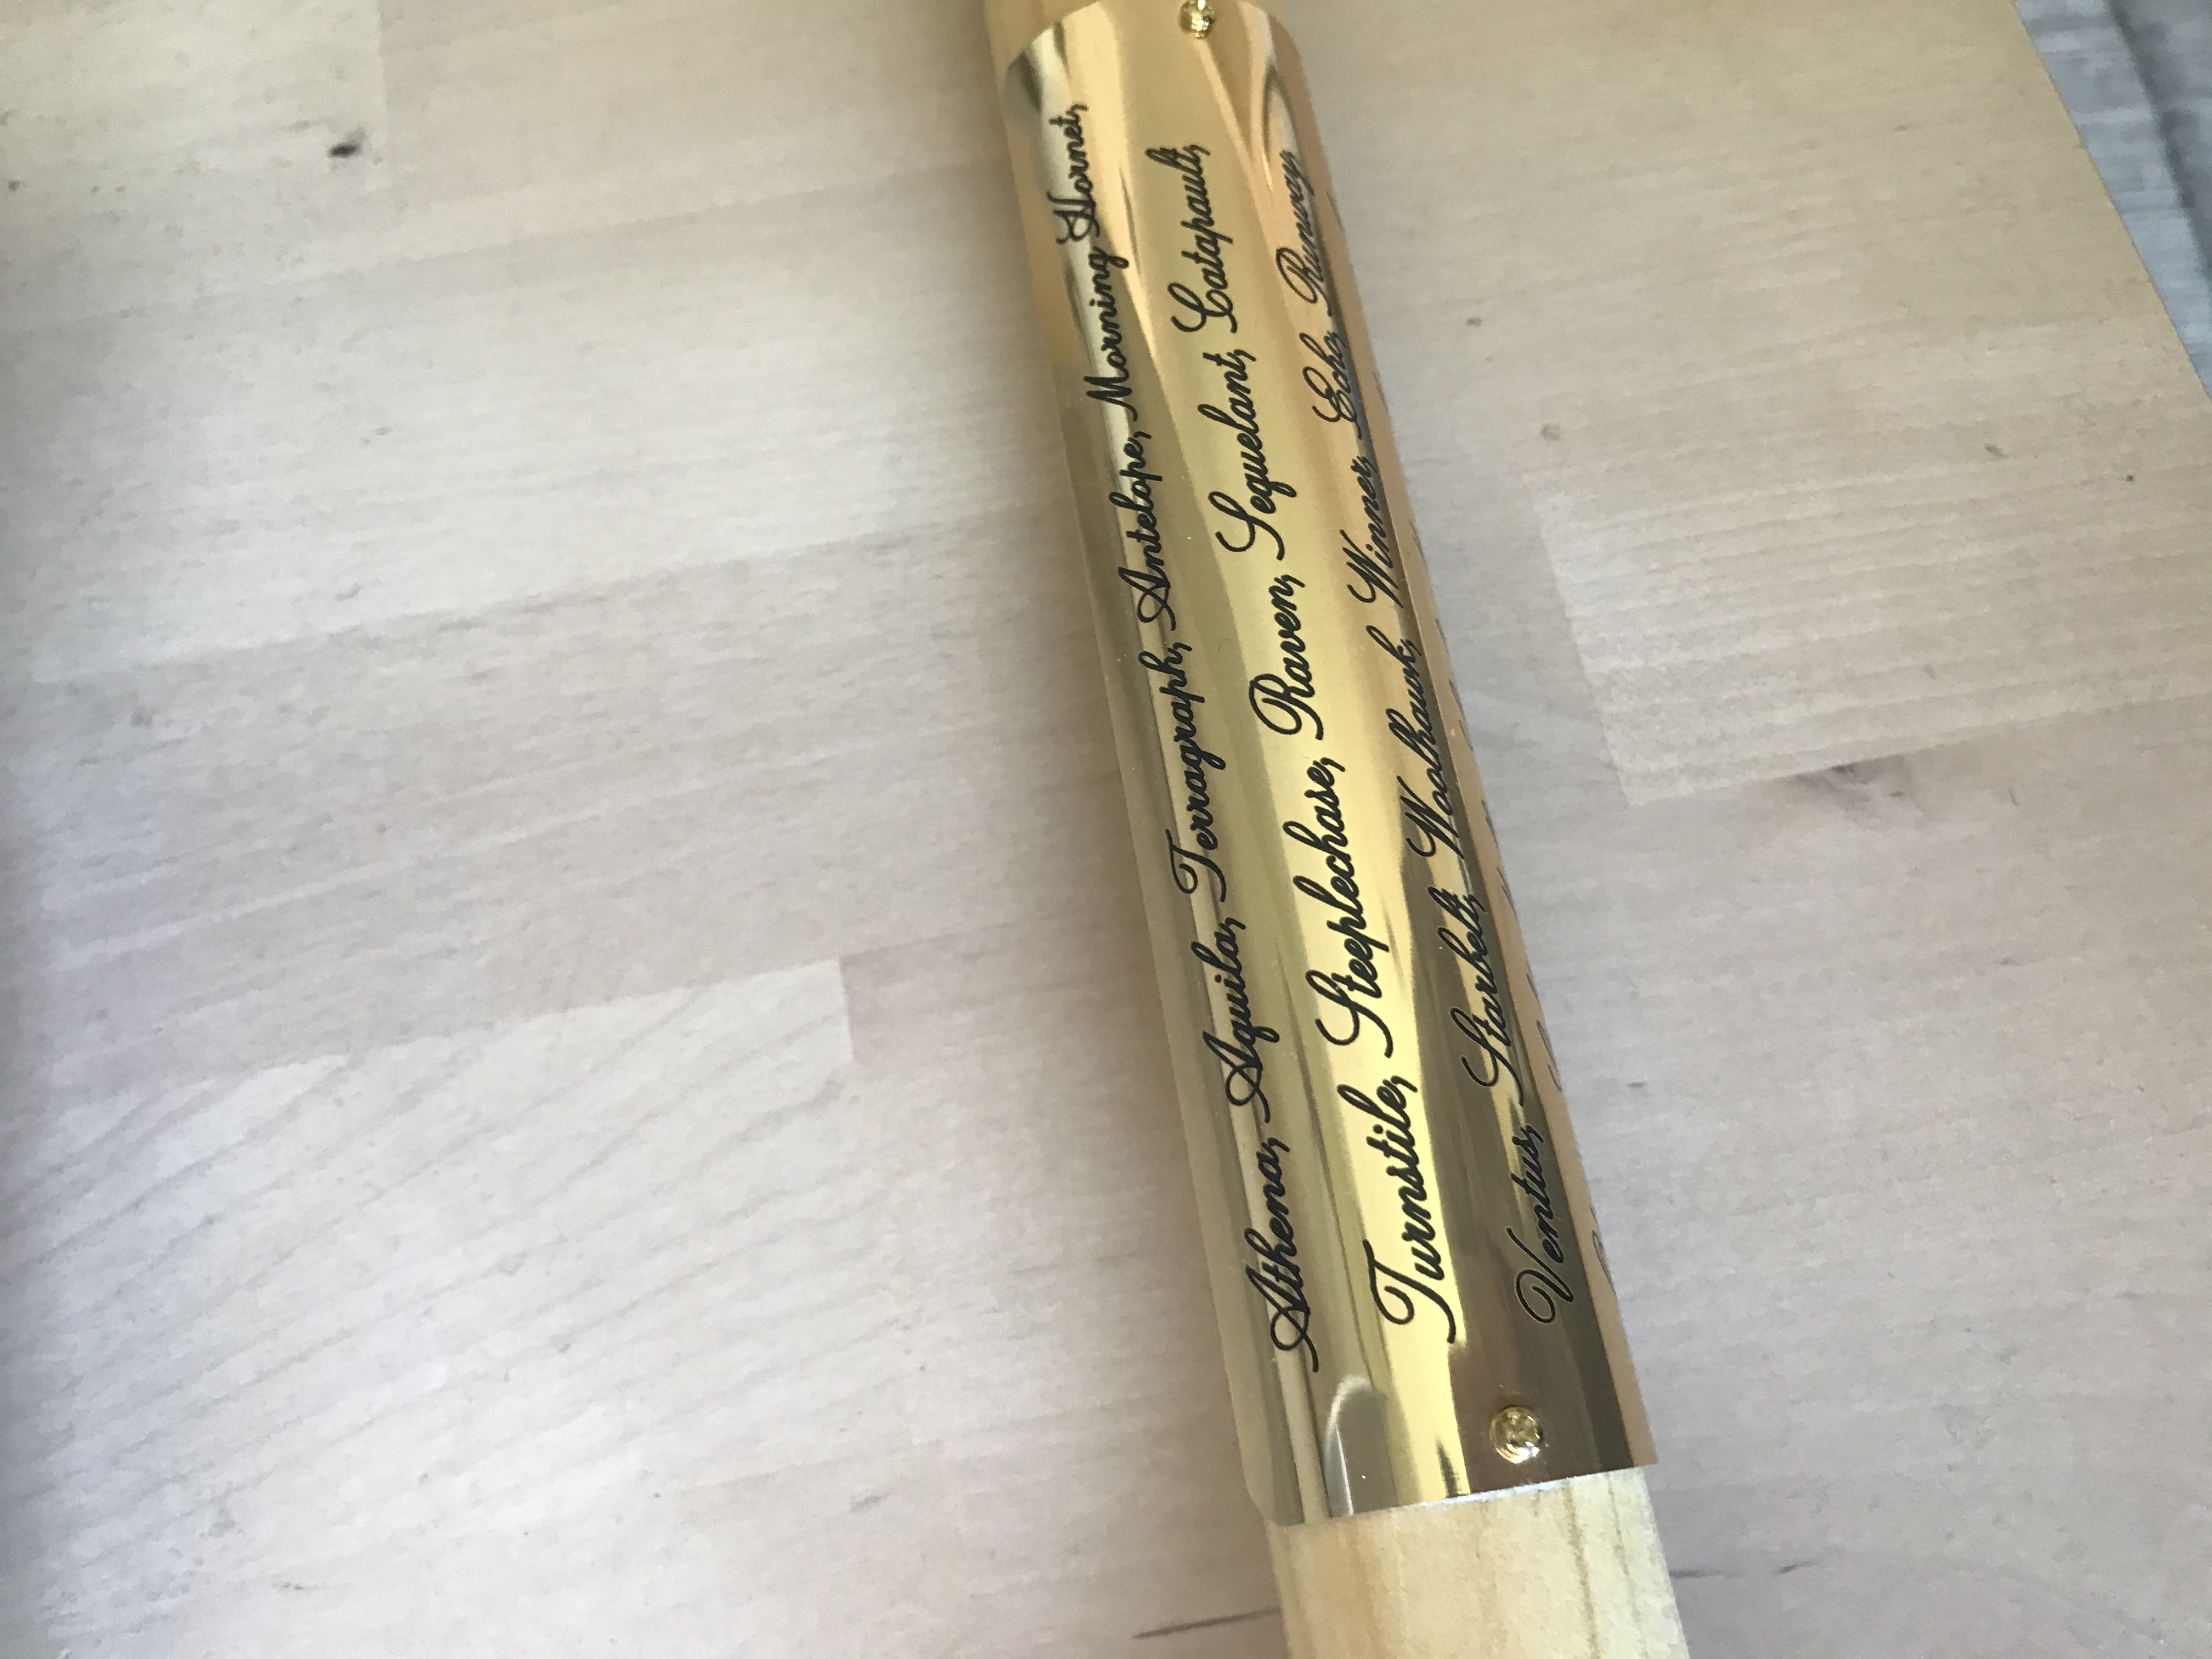 Athena, Aquila, Terragraph, Antelope, Morning Hornet,
Turnstile, Steeplechase, Raven, Sequelant, Catapault,
Ventus, Starbelt, Woolhawk, Winner, Echo, Runway,